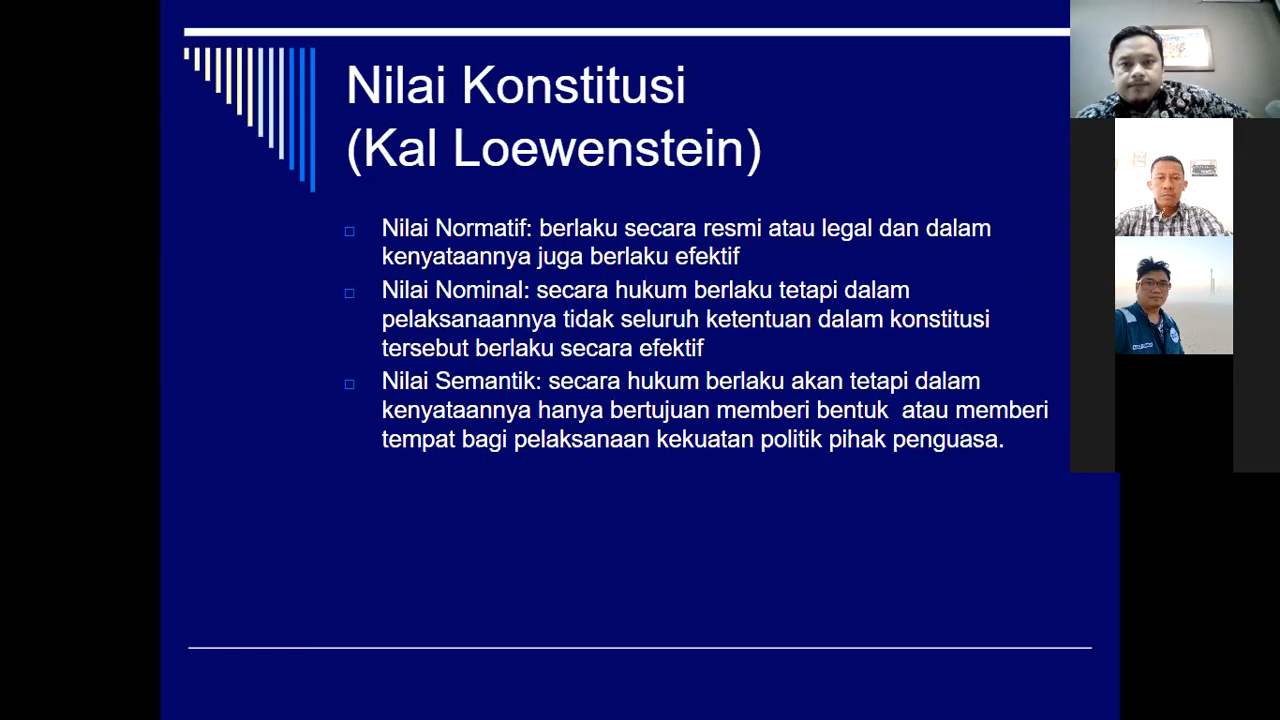 Nilai Konstitusi
(Kal Loewenstein)
Nilai Normatif: berlaku secara resmi atau legal dan dalam
kenyataannya juga berlaku efektif
Nilai Nominal: secara hukum berlaku tetapi dalam
pelaksanaannya tidak seluruh ketentuan dalam konstitusi
tersebut berlaku secara efektif
Nilai Semantik: secara hukum berlaku akan tetapi dalam
kenyataannya hanya bertujuan memberi bentuk  atau memberi
tempat bagi pelaksanaan kekuatan politik pihak penguasa.